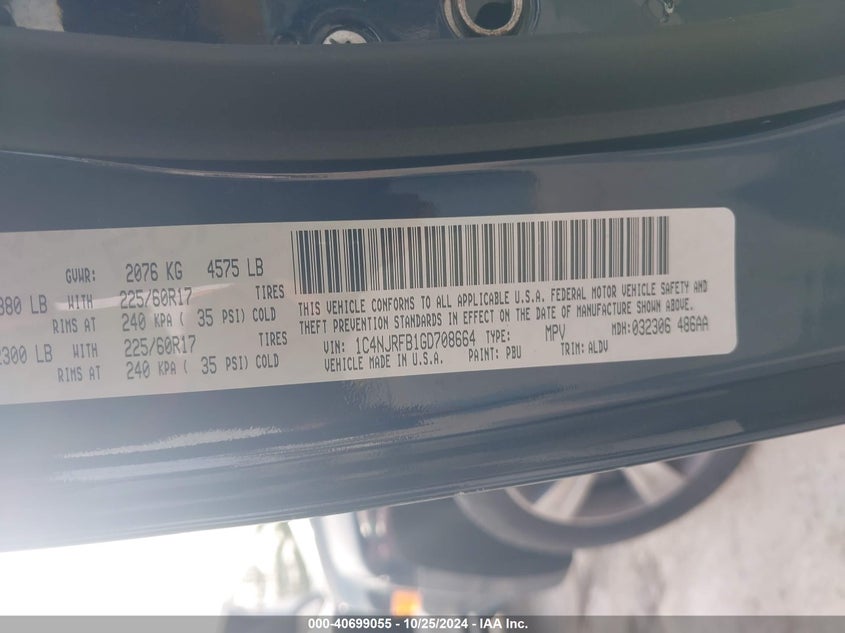 GVWR: 2076 KG 4575 LB
880 LB WITH 225/60R17 TIRES
RIMS AT 240 KPA ( 35 PSI) COLD
2300 LB WITH 225/60R17 TIRES
RIMS AT 240 KPA ( 35 PSI) COLD
THIS VEHICLE CONFORMS TO ALL APPLICABLE U.S.A. FEDERAL MOTOR VEHICLE SAFETY AND
THEFT PREVENTION STANDARDS IN EFFECT ON THE DATE OF MANUFACTURE SHOWN ABOVE.
VIN: 1C4NJRFB1GD708664 TYPE: MPV MDH: 032306 486AA
VEHICLE MADE IN U.S.A. PAINT: PBU TRIM: ALDV
000-40699055 - 10/25/2024 - IAA Inc.